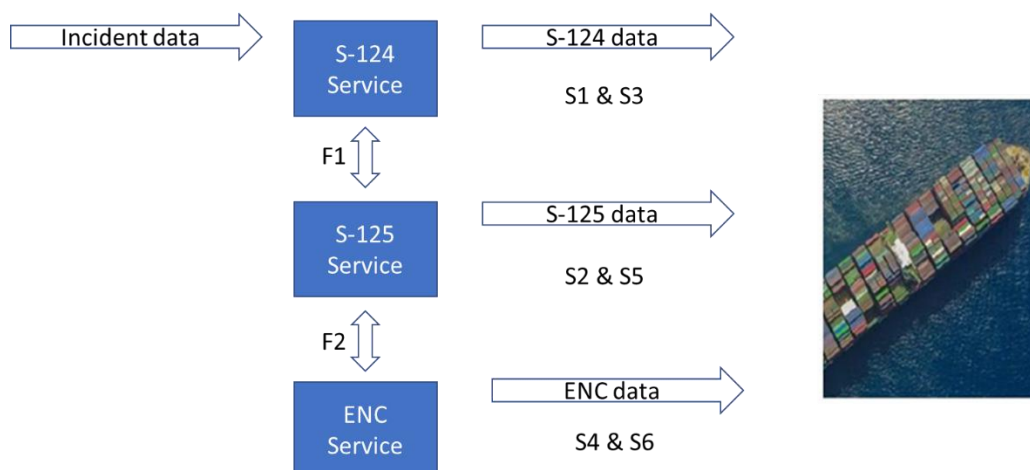 Incident data
S-124
Service
S-124 data
S1 & S3
F1
S-125
Service
S-125 data
S2 & S5
F2
ENC
Service
ENC data
S4 & S6